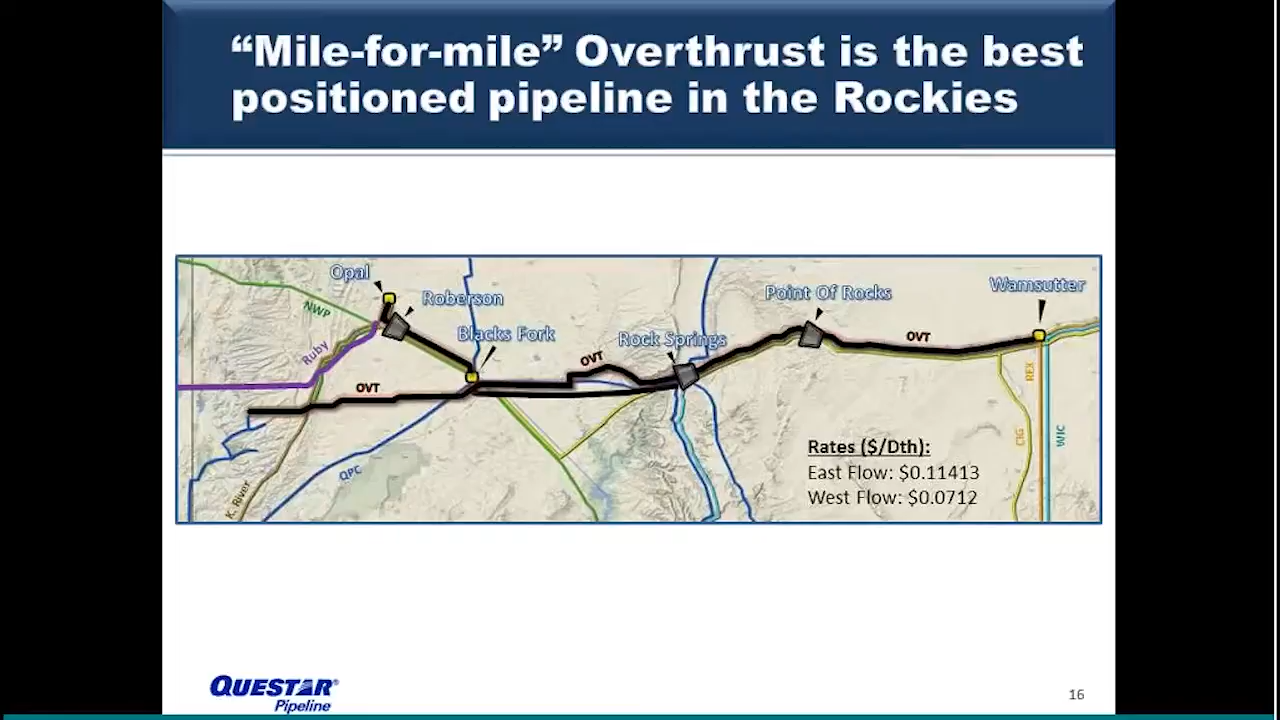 “Mile-for-mile” Overthrust is the best
positioned pipeline in the Rockies
Opal
Roberson
NWP
Blacks Fork
Ruby
Rock Springs
Point Of Rocks
Wamsutter
OVT
OVT
OVT
REX
CIG
WIC
QPC
K. River
Rates ($/Dth):
East Flow: $0.11413
West Flow: $0.0712
QUESTAR®
Pipeline
16